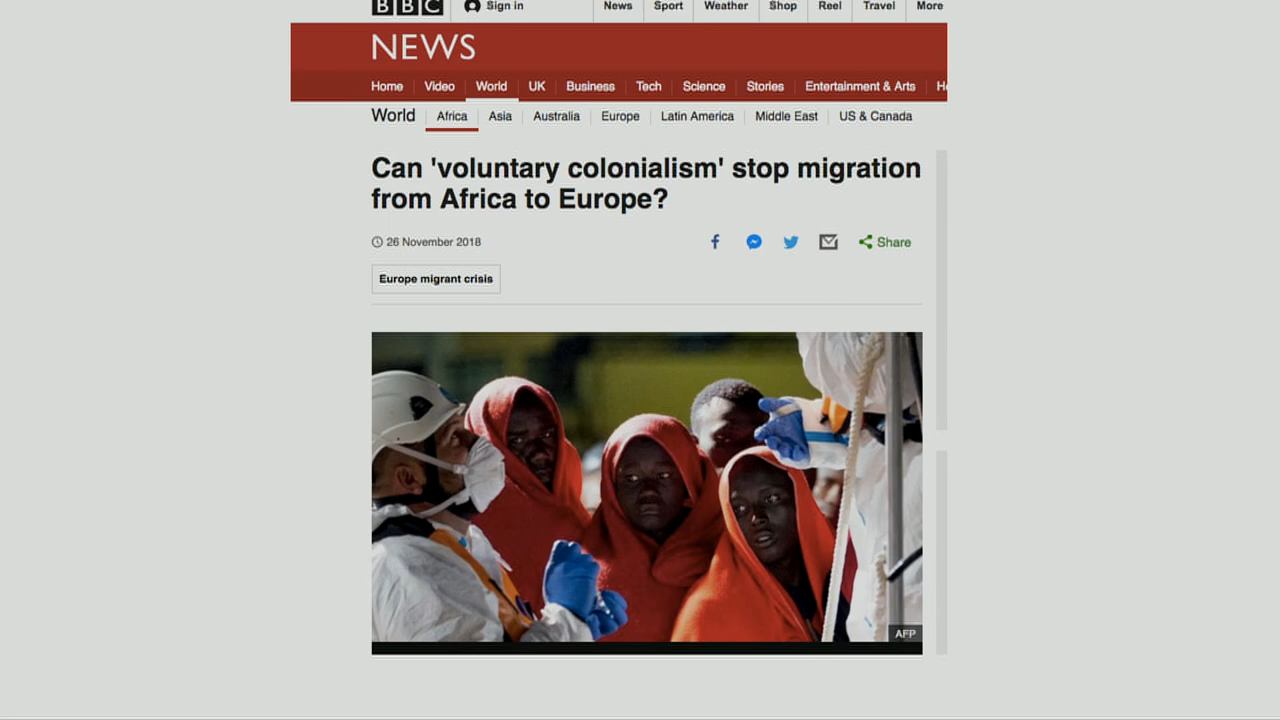 BBC Sign in News Sport Weather Shop Reel Travel More
NEWS
Home Video World UK Business Tech Science Stories Entertainment & Arts
World Africa Asia Australia Europe Latin America Middle East US & Canada
Can 'voluntary colonialism' stop migration
from Africa to Europe?
26 November 2018 Share
Europe migrant crisis
AFP